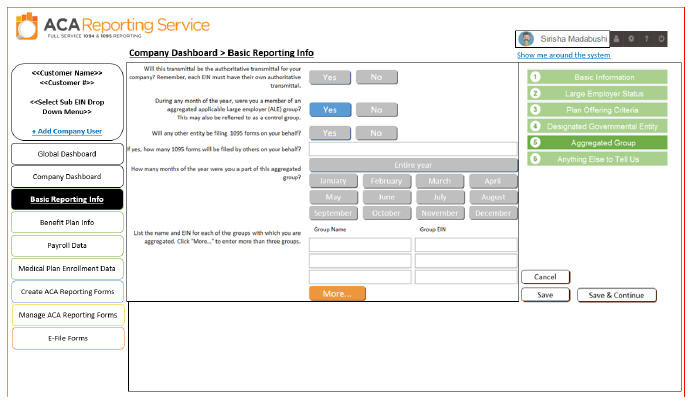 ACA Reporting Service
FULL SERVICE 1094 & 1095 REPORTING
Sirisha Madabushi
Show me around the system
Company Dashboard > Basic Reporting Info
<<Customer Name>>
<<Customer #>>
<<Select Sub EIN Drop
Down Menu>>
+ Add Company User
Global Dashboard
Company Dashboard
Basic Reporting Info
Benefit Plan Info
Payroll Data
Medical Plan Enrollment Data
Create ACA Reporting Forms
Manage ACA Reporting Forms
E-File Forms
Will this transmittal be the authoritative transmittal for your
company? Remember, each EIN must have their own authoritative
transmittal.
Yes No
During any month of the year, were you a member of an
aggregated applicable large employer (ALE) group?
This may also be referred to as a control group.
Yes No
Will any other entity be filing 1095 forms on your behalf?
Yes No
If yes, how many 1095 forms will be filed by others on your behalf?
How many months of the year were you a part of this aggregated
group?
Entire year
January February March April
May June July August
September October November December
List the name and EIN for each of the groups with which you are
aggregated. Click "More..." to enter more than three groups.
Group Name Group EIN
More...
1 Basic Information
2 Large Employer Status
3 Plan Offering Criteria
4 Designated Governmental Entity
5 Aggregated Group
6 Anything Else to Tell Us
Cancel
Save Save & Continue